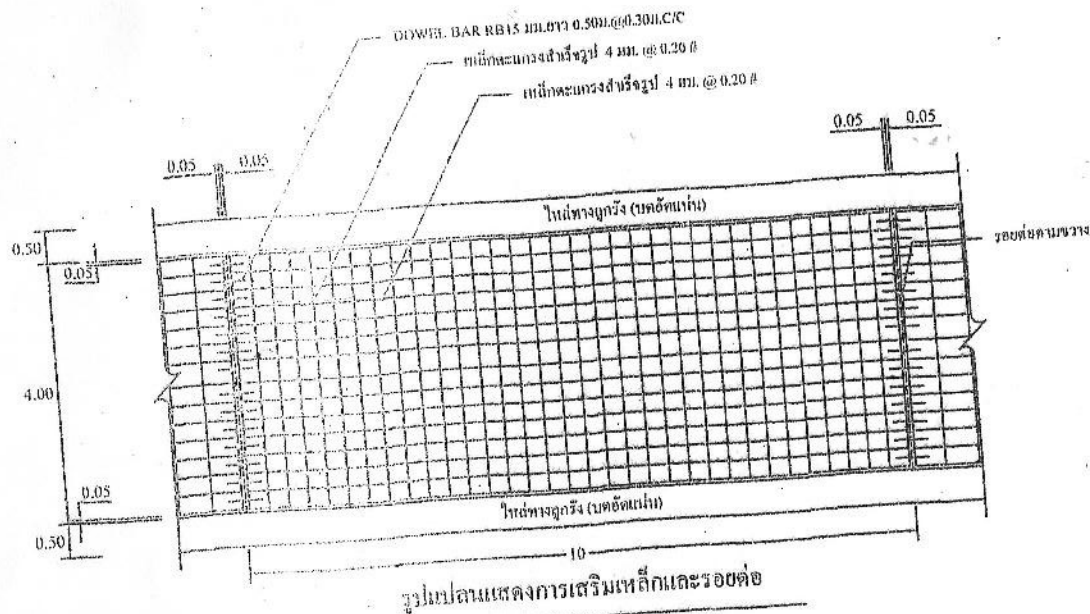 DOWEL BAR RB15 มม.ยาว 0.50ม.@0.30ม.C/C
เหล็กตะแกรงสำเร็จรูป 4 มม. @ 0.20 #
เหล็กตะแกรงสำเร็จรูป 4 มม. @ 0.20 #
0.05 0.05
0.05 0.05
ไหล่ทางลูกรัง (บดอัดแน่น)
รอยต่อตามขวาง
0.50
0.05
4.00
0.05
0.50
ไหล่ทางลูกรัง (บดอัดแน่น)
10
รูปแปลนแสดงการเสริมเหล็กและรอยต่อ